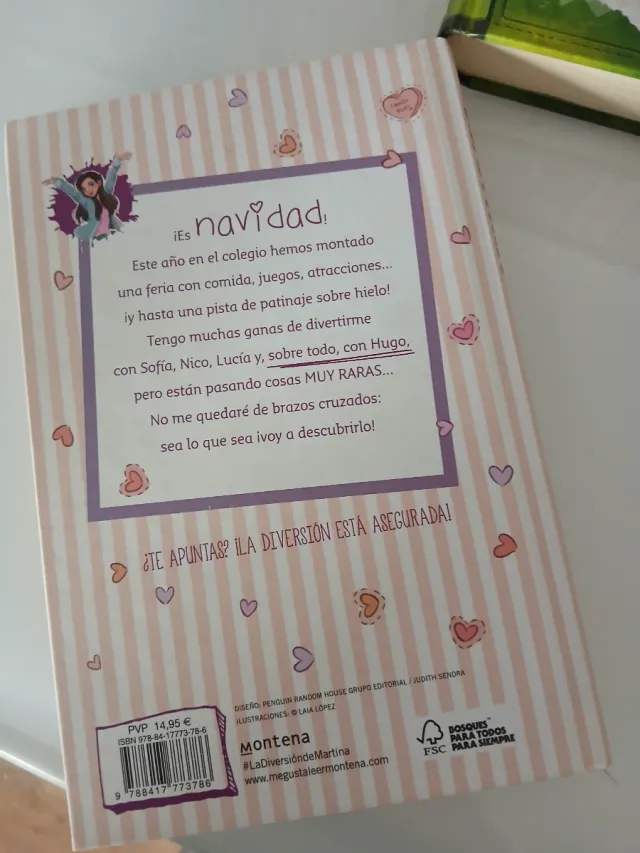 ¡Es navidad!
Este año en el colegio hemos montado
una feria con comida, juegos, atracciones...
¡y hasta una pista de patinaje sobre hielo!
Tengo muchas ganas de divertirme
con Sofía, Nico, Lucía y, sobre todo, con Hugo,
pero están pasando cosas MUY RARAS...
No me quedaré de brazos cruzados:
sea lo que sea ¡voy a descubrirlo!
¿TE APUNTAS? ¡LA DIVERSIÓN ESTÁ ASEGURADA!
DISEÑO: PENGUIN RANDOM HOUSE GRUPO EDITORIAL / JUDITH SENDRA
ILUSTRACIONES: © LAIA LÓPEZ
PVP 14,95 €
ISBN 978-84-17773-78-6
9 788417 773786
Montena
#LaDiversióndeMartina
www.megustaleermontena.com
FSC
BOSQUES
PARA TODOS
PARA SIEMPRE